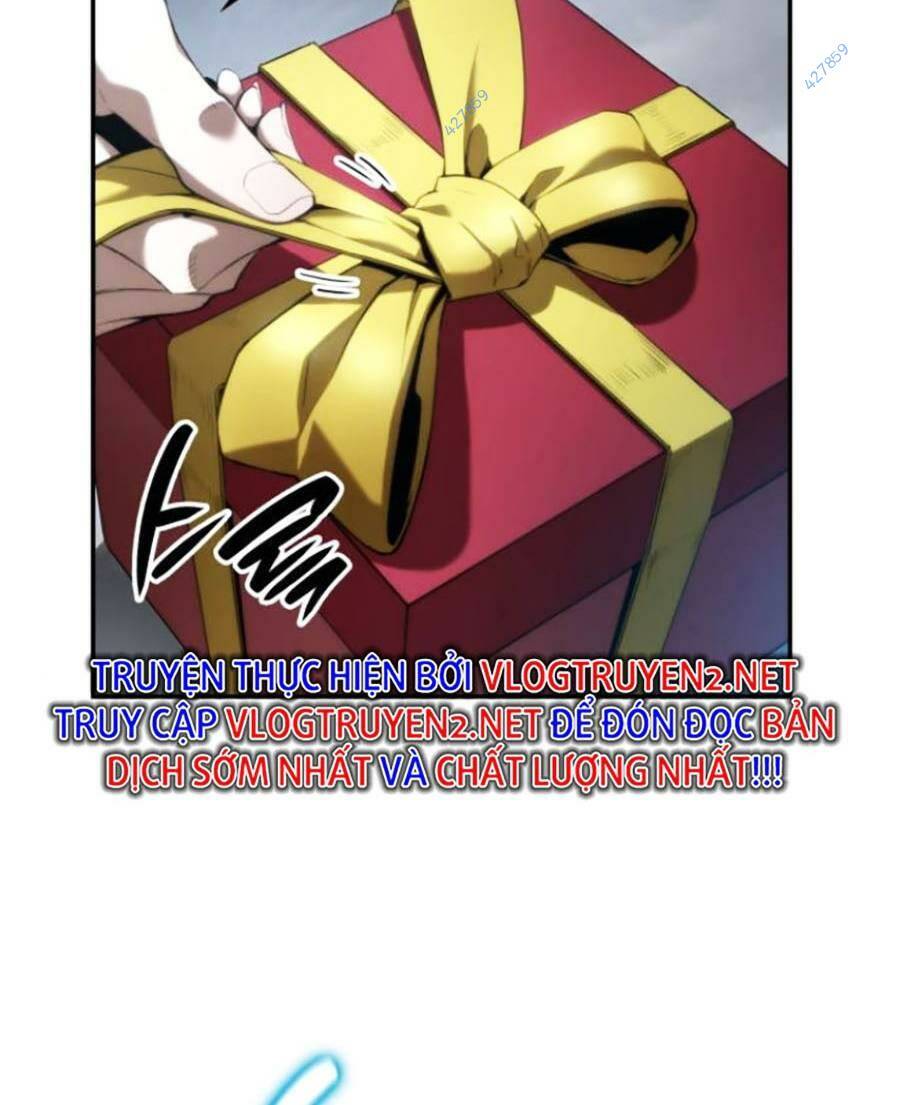 427859
427859
TRUYỆN THỰC HIỆN BỞI VLOGTRUYEN2.NET
TRUY CẬP VLOGTRUYEN2.NET ĐỂ ĐÓN ĐỌC BẢN
DỊCH SỚM NHẤT VÀ CHẤT LƯỢNG NHẤT!!!